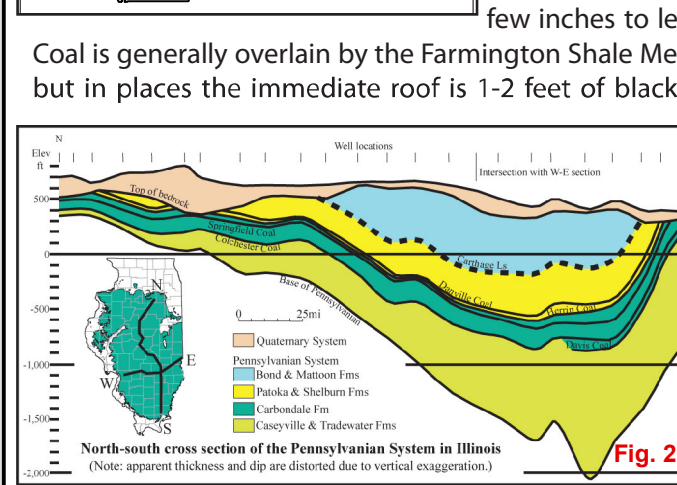 few inches to le
Coal is generally overlain by the Farmington Shale Me
but in places the immediate roof is 1-2 feet of black
N
Elev
ft
Well locations
Intersection with W-E section
500
0
-500
-1,000
-1,500
-2,000
Top of bedrock
Springfield Coal
Colchester Coal
Base of Pennsylvanian
Carthage Ls
Danville Coal
Herrin Coal
Davis Coal
N
E
W
S
0 25mi
Quaternary System
Pennsylvanian System
Bond & Mattoon Fms
Patoka & Shelburn Fms
Carbondale Fm
Caseyville & Tradewater Fms
North-south cross section of the Pennsylvanian System in Illinois
(Note: apparent thickness and dip are distorted due to vertical exaggeration.)
Fig. 2